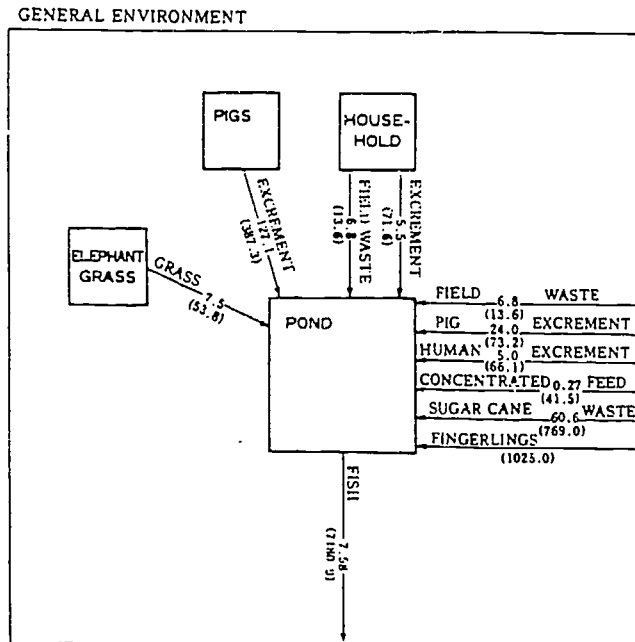 GENERAL ENVIRONMENT
PIGS
HOUSE-
HOLD
EXCREMENT
127.1
(387.3)
FIELD WASTE
6.8
(13.6)
EXCREMENT
5.5
(71.6)
ELEPHANT
GRASS
GRASS
7.5
(53.8)
POND
FIELD 6.8 WASTE
(13.6)
PIG 24.0 EXCREMENT
(73.2)
HUMAN 5.0 EXCREMENT
(66.1)
CONCENTRATED 0.27 FEED
(41.5)
SUGAR CANE 60.6 WASTE
(769.0)
FINGERLINGS
(1025.0)
FISH
7.58